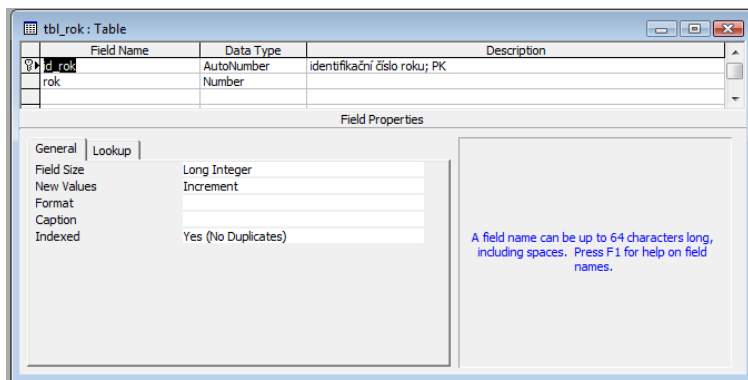 tbl_rok : Table
Field Name Data Type Description
id_rok AutoNumber identifikační číslo roku; PK
rok Number
Field Properties
General Lookup
Field Size Long Integer
New Values Increment
Format
Caption
Indexed Yes (No Duplicates)
A field name can be up to 64 characters long,
including spaces. Press F1 for help on field
names.